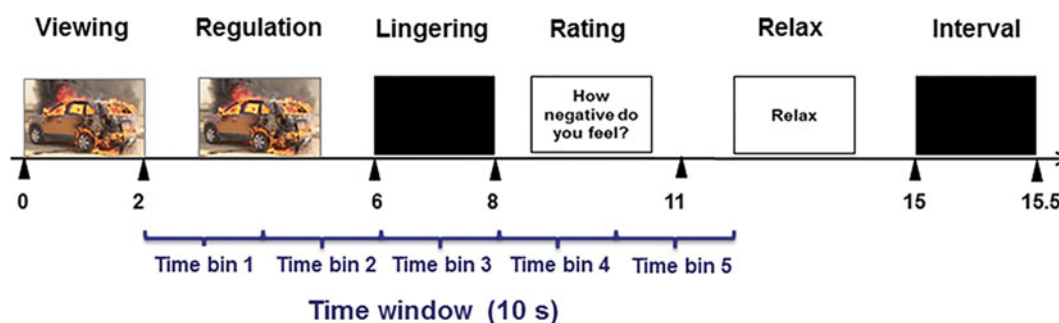 Viewing Regulation Lingering Rating Relax Interval
How
negative do
you feel?
Relax
0 2 6 8 11 15 15.5
Time bin 1 Time bin 2 Time bin 3 Time bin 4 Time bin 5
Time window (10 s)